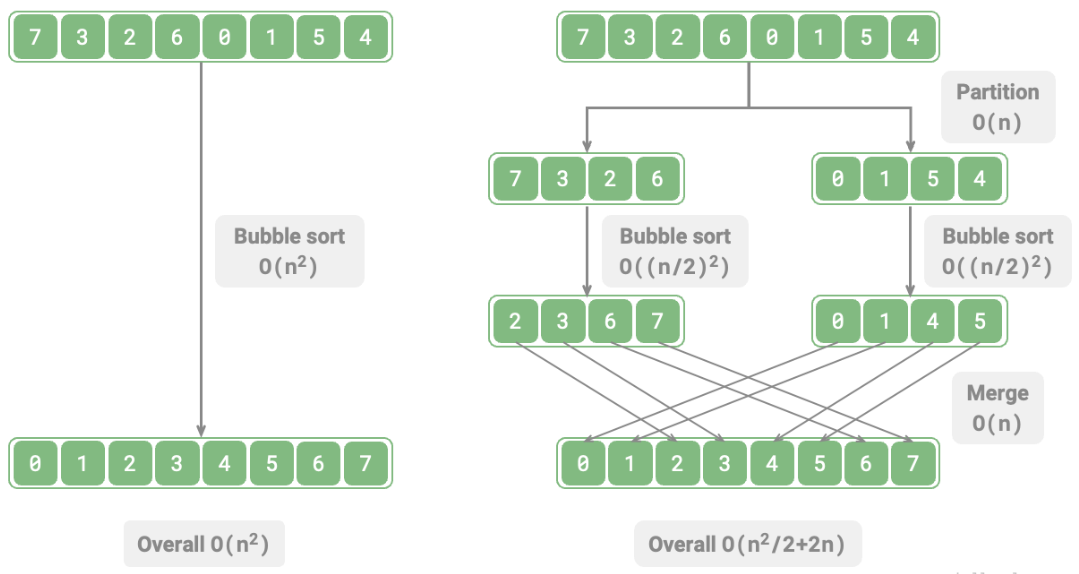 7 3 2 6 0 1 5 4
7 3 2 6 0 1 5 4
Partition
O(n)
7 3 2 6
0 1 5 4
Bubble sort
O(n²)
Bubble sort
O((n/2)²)
Bubble sort
O((n/2)²)
2 3 6 7
0 1 4 5
Merge
O(n)
0 1 2 3 4 5 6 7
0 1 2 3 4 5 6 7
Overall O(n²)
Overall O(n²/2+2n)